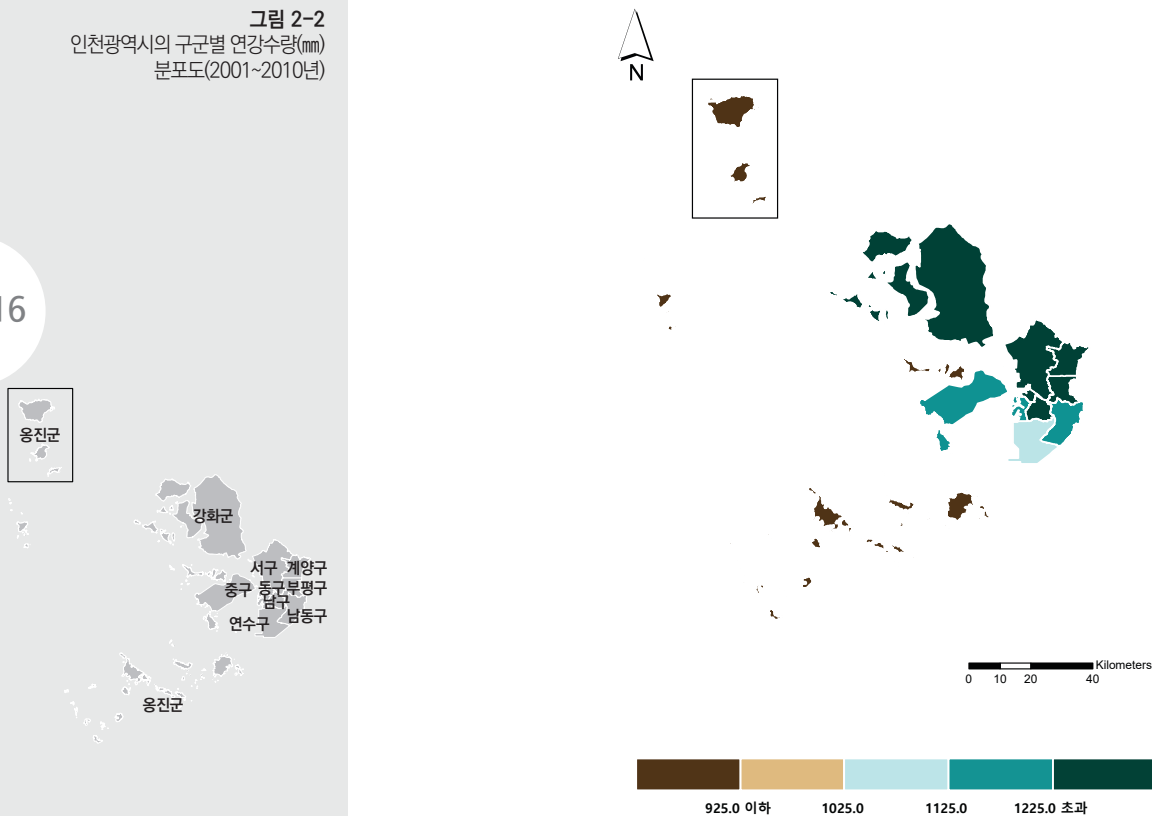 그림 2-2
인천광역시의 구군별 연강수량(㎜)
분포도(2001~2010년)
N
16
옹진군
강화군
서구 계양구
중구 동구 부평구
남구
연수구 남동구
옹진군
Kilometers
0 10 20 40
925.0 이하 1025.0 1125.0 1225.0 초과